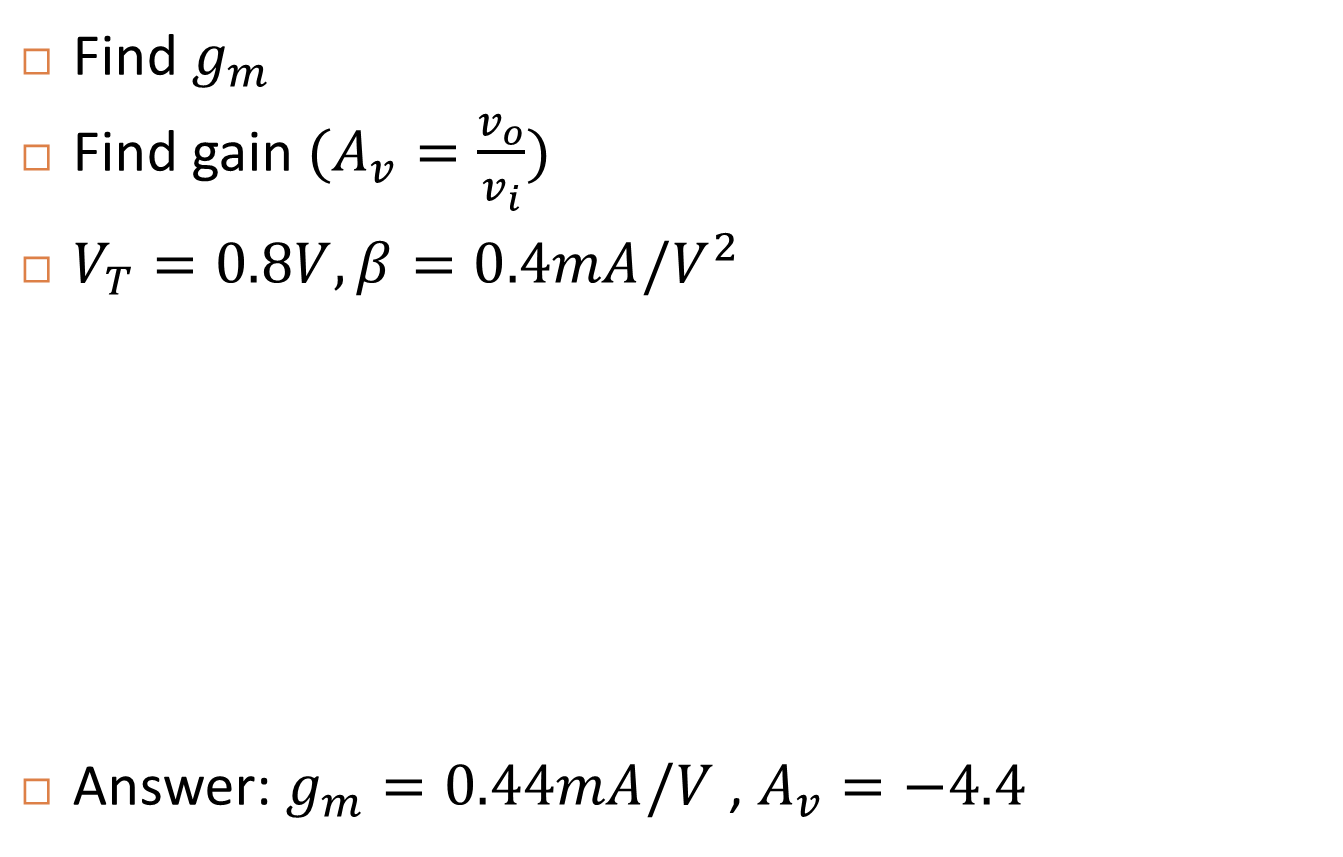 Find g_m
Find gain (A_v = v_o/v_i)
V_T = 0.8V, β = 0.4mA/V²
Answer: g_m = 0.44mA/V , A_v = −4.4